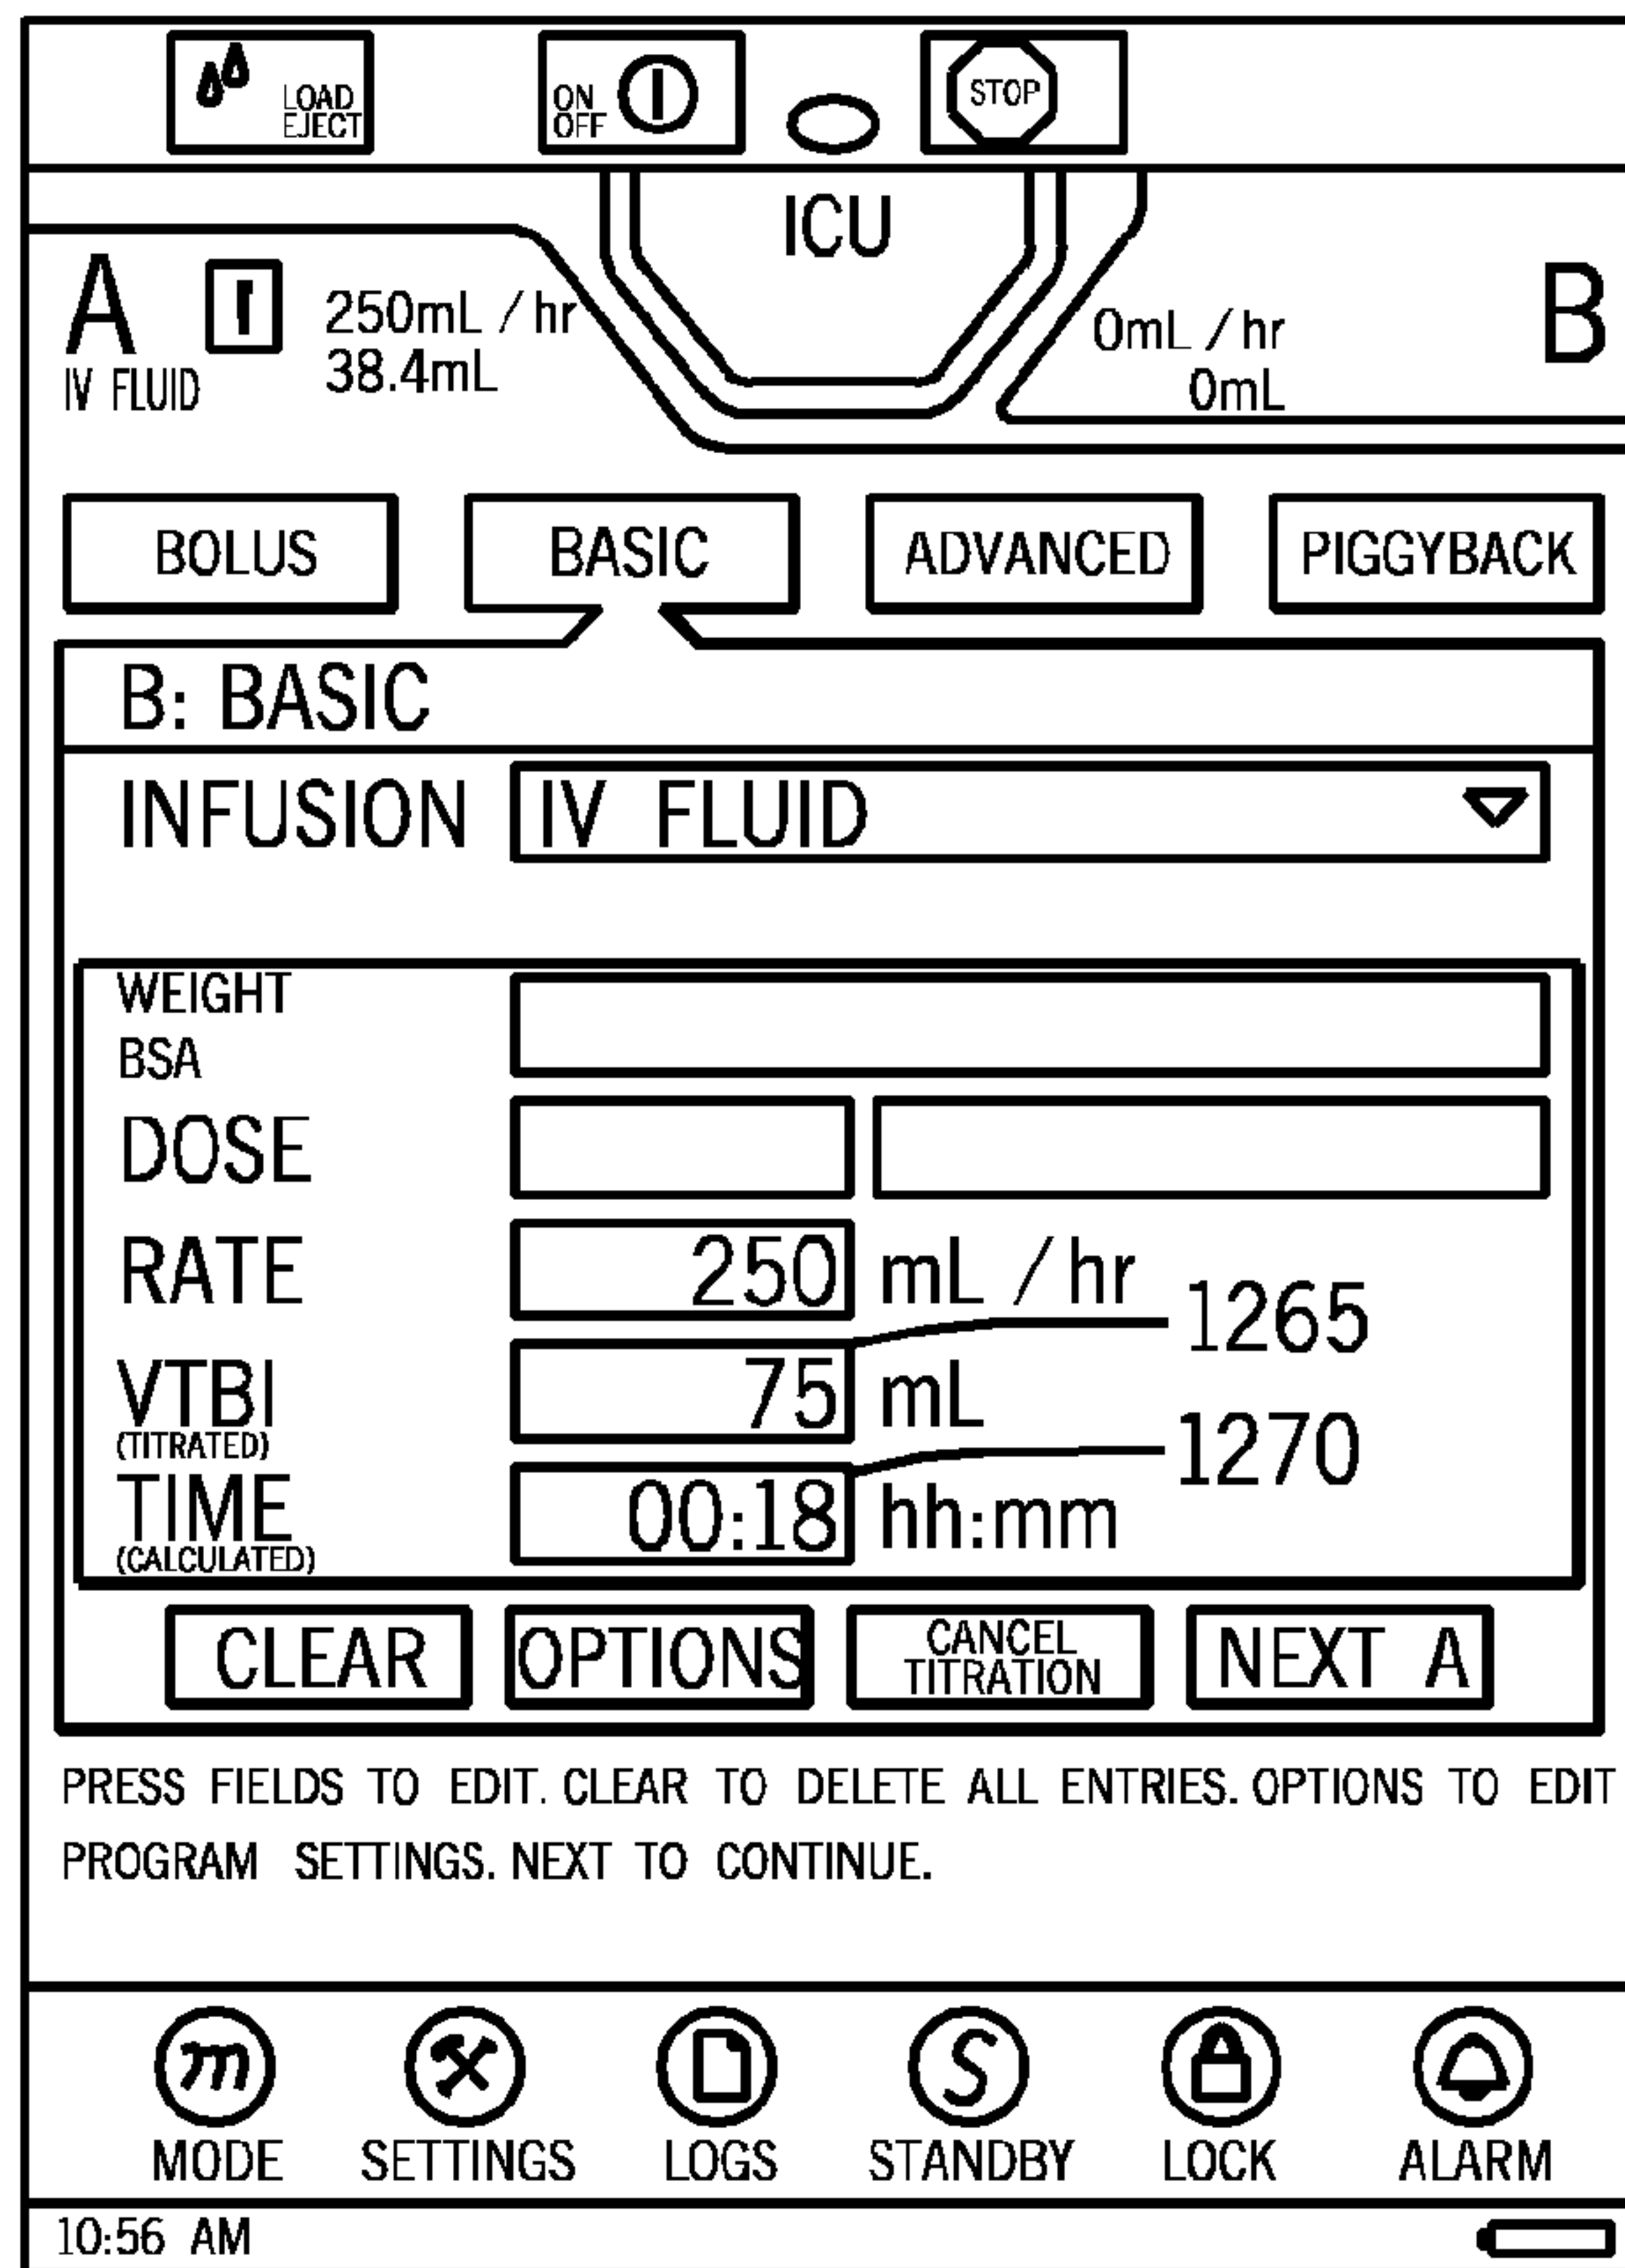 LOAD
EJECT
ON
OFF
STOP
ICU
A
IV FLUID
250mL / hr
38.4mL
0mL / hr
0mL
B
BOLUS
BASIC
ADVANCED
PIGGYBACK
B: BASIC
INFUSION IV FLUID
WEIGHT
BSA
DOSE
RATE 250 mL / hr
1265
VTBI 75 mL
(TITRATED)
1270
TIME 00:18 hh:mm
(CALCULATED)
CLEAR
OPTIONS
CANCEL
TITRATION
NEXT A
PRESS FIELDS TO EDIT. CLEAR TO DELETE ALL ENTRIES. OPTIONS TO EDIT
PROGRAM SETTINGS. NEXT TO CONTINUE.
m
S
MODE
SETTINGS
LOGS
STANDBY
LOCK
ALARM
10:56 AM